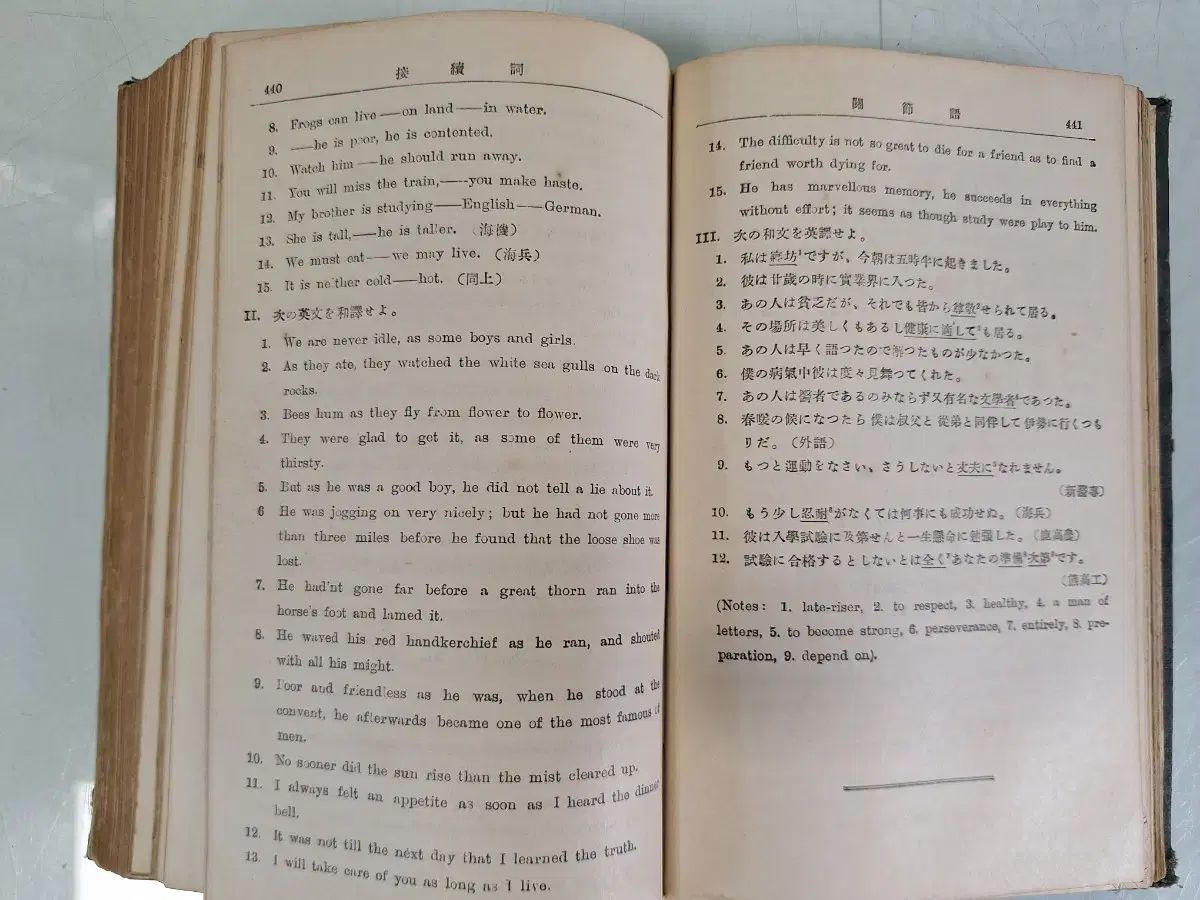 440
接續詞
8. Frogs can live——on land——in water.
9. ——he is poor, he is contented.
10. Watch him——he should run away.
11. You will miss the train,——you make haste.
12. My brother is studying——English——German.
13. She is tall,——he is taller. (海機)
14. We must eat——we may live. (海兵)
15. It is neither cold——hot. (同上)
II. 次の英文を和譯せよ。
1. We are never idle, as some boys and girls.
2. As they ate, they watched the white sea gulls on the dark
rocks.
3. Bees hum as they fly from flower to flower.
4. They were glad to get it, as some of them were very
thirsty.
5. But as he was a good boy, he did not tell a lie about it.
6 He was jogging on very nicely; but he had not gone more
than three miles before he found that the loose shoe was
lost.
7. He had'nt gone far before a great thorn ran into the
horse's foot and lamed it.
8. He waved his red handkerchief as he ran, and shouted
with all his might.
9. Poor and friendless as he was, when he stood at the
convent, he afterwards became one of the most famous of
men.
10. No sooner did the sun rise than the mist cleared up.
11. I always felt an appetite as soon as I heard the dinner
bell.
12. It was not till the next day that I learned the truth.
13. I will take care of you as long as I live.
關節語
441
14. The difficulty is not so great to die for a friend as to find a
friend worth dying for.
15. He has marvellous memory, he succeeds in everything
without effort; it seems as though study were play to him.
III. 次の和文を英譯せよ。
1. 私は寢坊¹ですが、今朝は五時半に起きました。
2. 彼は廿歲の時に實業界に入つた。
3. あの人は貧乏だが、それでも皆から尊敬²せられて居る。
4. その場所は美しくもあるし健康に適して³も居る。
5. あの人は早く語つたので解つたものが少なかつた。
6. 僕の病氣中彼は度々見舞つてくれた。
7. あの人は學者であるのみならず又有名な文學者⁴であつた。
8. 春暖の候になつたら僕は叔父と從弟と同伴して伊勢に行くつも
りだ。(外語)
9. もつと運動をなさい、さうしないと丈夫に⁵なれません。
(新醫專)
10. もう少し忍耐⁶がなくては何事にも成功せぬ。(海兵)
11. 彼は入學試驗に及第せんと一生懸命に勉强した。
12. 試驗に合格するとしないとは全く⁷あなたの準備⁸次第⁹です。
(熊高工)
(Notes: 1. late-riser, 2. to respect, 3. healthy, 4. a man of
letters, 5. to become strong, 6. perseverance, 7. entirely, 8. pre-
paration, 9. depend on).